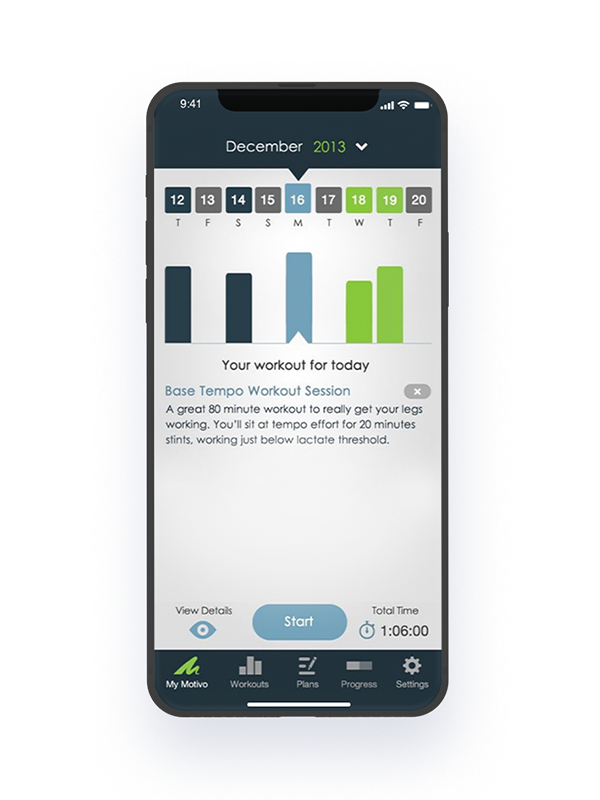 9:41
December 2013
12 13 14 15 16 17 18 19 20
T F S S M T W T F
Your workout for today
Base Tempo Workout Session
A great 80 minute workout to really get your legs
working. You'll sit at tempo effort for 20 minutes
stints, working just below lactate threshold.
View Details Start Total Time
1:06:00
My Motivo Workouts Plans Progress Settings